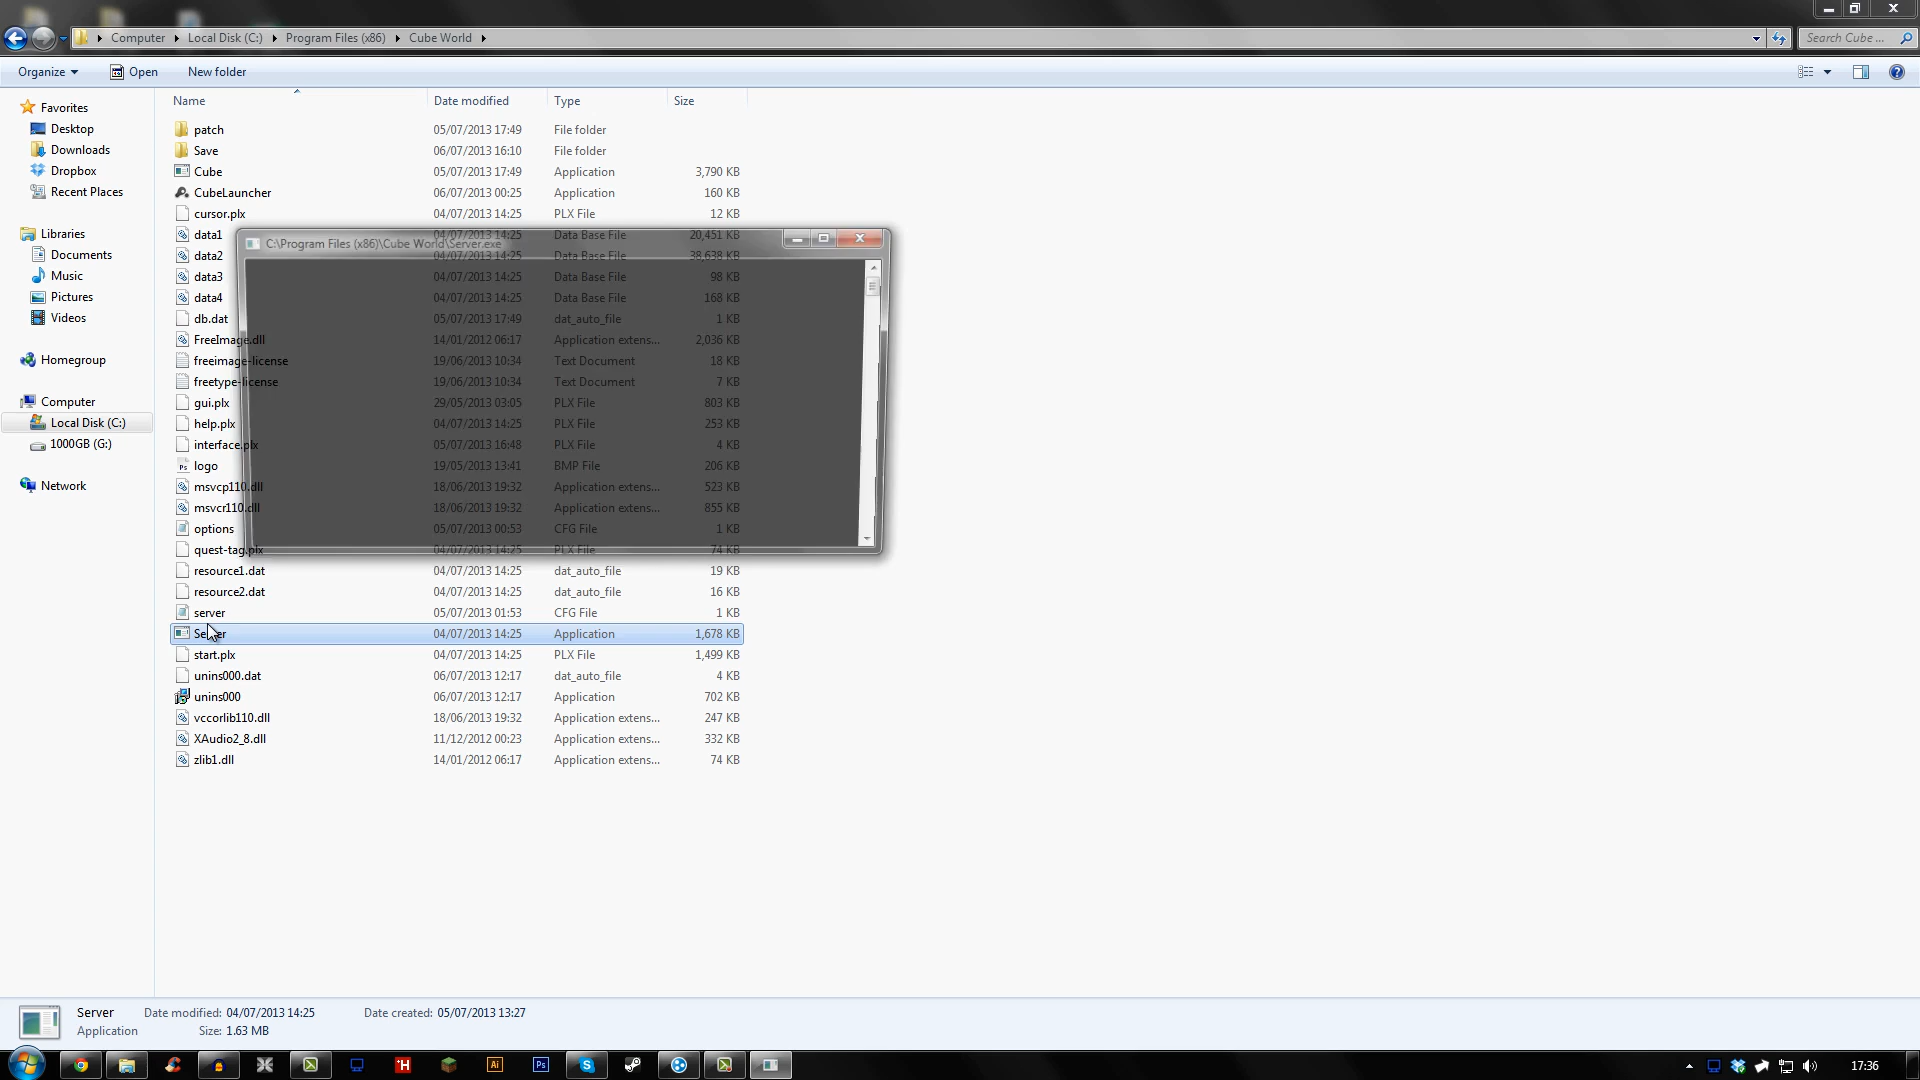 Computer Local Disk (C:) Program Files (x86) Cube World Search Cube ...
Organize Open New folder
Name Date modified Type Size
Favorites
Desktop
Downloads
Dropbox
Recent Places
Libraries
Documents
Music
Pictures
Videos
Homegroup
Computer
Local Disk (C:)
1000GB (G:)
Network
patch 05/07/2013 17:49 File folder
Save 06/07/2013 16:10 File folder
Cube 05/07/2013 17:49 Application 3,790 KB
CubeLauncher 06/07/2013 00:25 Application 160 KB
cursor.plx 04/07/2013 14:25 PLX File 12 KB
data1 04/07/2013 14:25 Data Base File 20,451 KB
C:\Program Files (x86)\Cube World\Server.exe
data2 04/07/2013 14:25 Data Base File 38,638 KB
data3 04/07/2013 14:25 Data Base File 98 KB
data4 04/07/2013 14:25 Data Base File 168 KB
db.dat 05/07/2013 17:49 dat_auto_file 1 KB
FreeImage.dll 14/01/2012 06:17 Application extens... 2,036 KB
freeimage-license 19/06/2013 10:34 Text Document 18 KB
freetype-license 19/06/2013 10:34 Text Document 7 KB
gui.plx 29/05/2013 03:05 PLX File 803 KB
help.plx 04/07/2013 14:25 PLX File 253 KB
interface.plx 05/07/2013 16:48 PLX File 4 KB
logo 19/05/2013 13:41 BMP File 206 KB
msvcp110.dll 18/06/2013 19:32 Application extens... 523 KB
msvcr110.dll 18/06/2013 19:32 Application extens... 855 KB
options 05/07/2013 00:53 CFG File 1 KB
quest-tag.plx 04/07/2013 14:25 PLX File 74 KB
resource1.dat 04/07/2013 14:25 dat_auto_file 19 KB
resource2.dat 04/07/2013 14:25 dat_auto_file 16 KB
server 05/07/2013 01:53 CFG File 1 KB
Server 04/07/2013 14:25 Application 1,678 KB
start.plx 04/07/2013 14:25 PLX File 1,499 KB
unins000.dat 06/07/2013 12:17 dat_auto_file 4 KB
unins000 06/07/2013 12:17 Application 702 KB
vccorlib110.dll 18/06/2013 19:32 Application extens... 247 KB
XAudio2_8.dll 11/12/2012 00:23 Application extens... 332 KB
zlib1.dll 14/01/2012 06:17 Application extens... 74 KB
Server Date modified: 04/07/2013 14:25 Date created: 05/07/2013 13:27
Application Size: 1.63 MB
Ai Ps 17:36